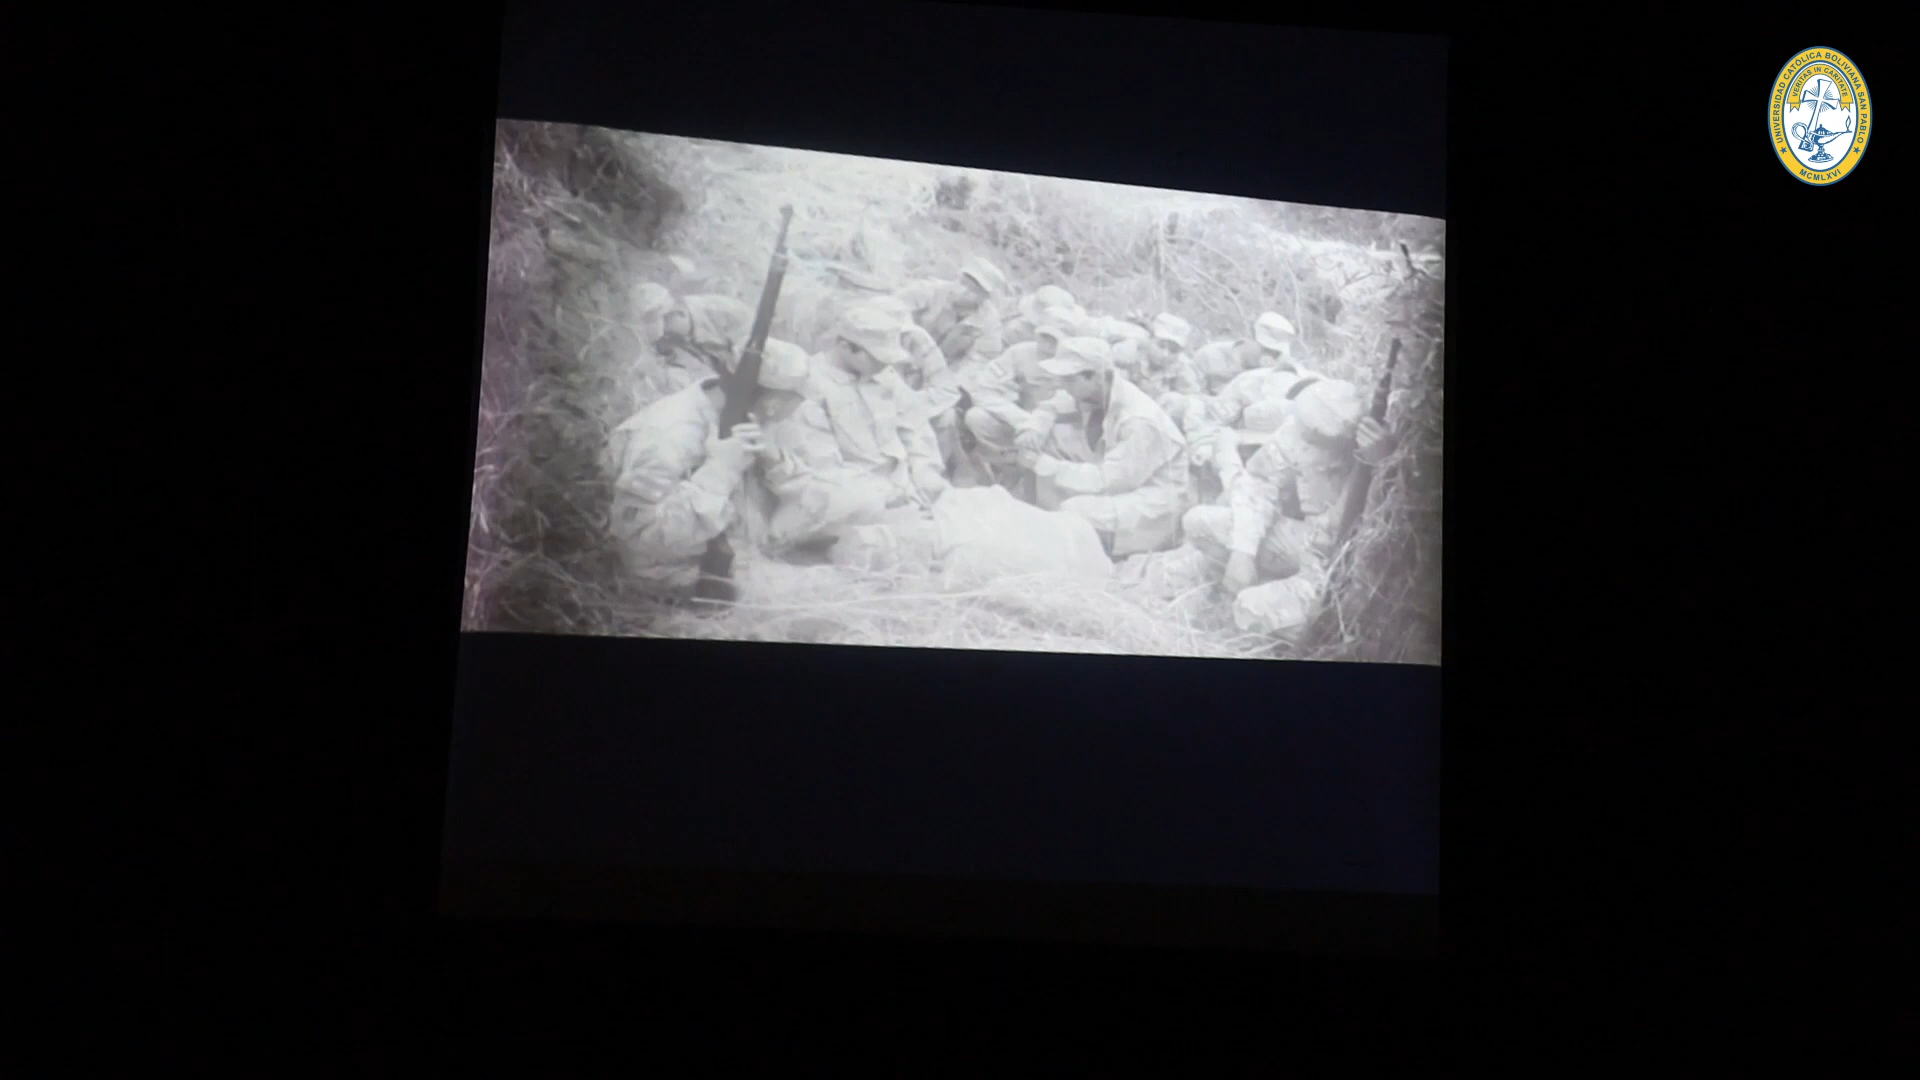 UNIVERSIDAD CATÓLICA BOLIVIANA SAN PABLO
VERITAS IN CARITATE
MCMLXVI